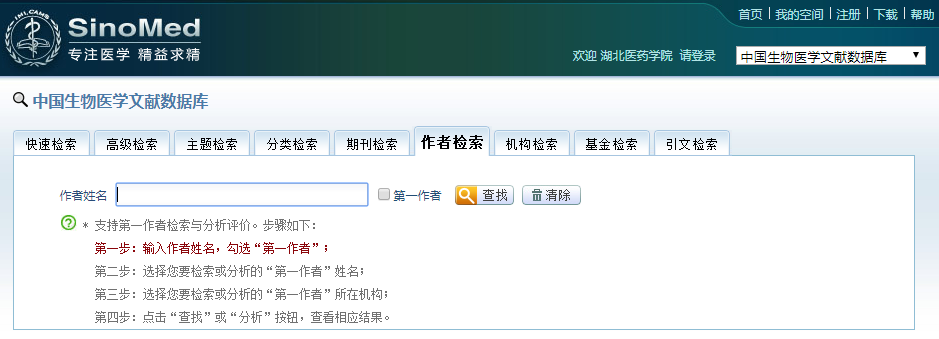 IMI.CAMS
SinoMed
专注医学 精益求精
首页 | 我的空间 | 注册 | 下载 | 帮助
欢迎 湖北医药学院 请登录
中国生物医学文献数据库
中国生物医学文献数据库
快速检索 高级检索 主题检索 分类检索 期刊检索 作者检索 机构检索 基金检索 引文检索
作者姓名 第一作者 查找 清除
* 支持第一作者检索与分析评价。步骤如下：
第一步：输入作者姓名，勾选“第一作者”；
第二步：选择您要检索或分析的“第一作者”姓名；
第三步：选择您要检索或分析的“第一作者”所在机构；
第四步：点击“查找”或“分析”按钮，查看相应结果。